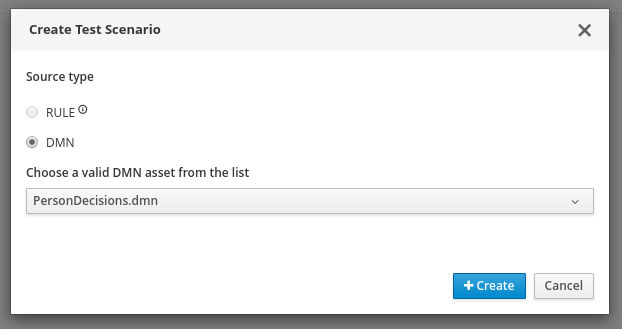 Create Test Scenario
Source type
RULE
DMN
Choose a valid DMN asset from the list
PersonDecisions.dmn
Create
Cancel